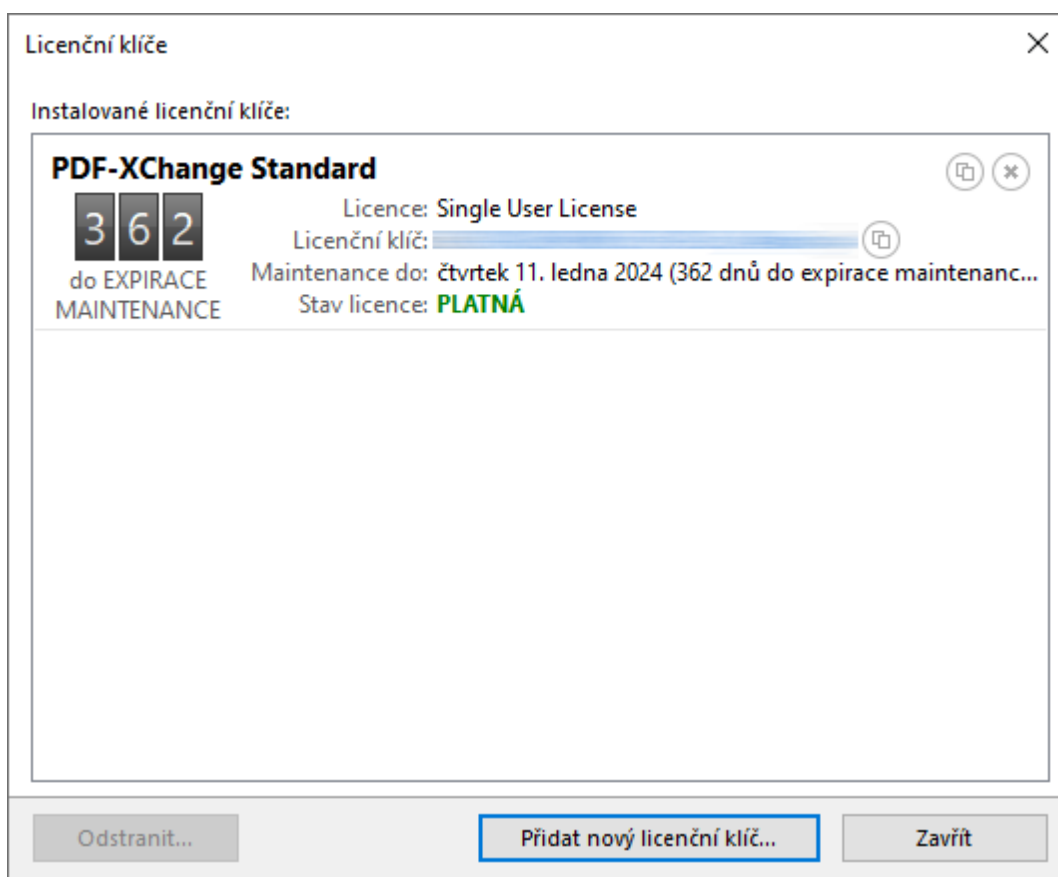 Licenční klíče
Instalované licenční klíče:
PDF-XChange Standard
362
do EXPIRACE
MAINTENANCE
Licence: Single User License
Licenční klíč:
Maintenance do: čtvrtek 11. ledna 2024 (362 dnů do expirace maintenanc...
Stav licence: PLATNÁ
Odstranit...
Přidat nový licenční klíč...
Zavřít